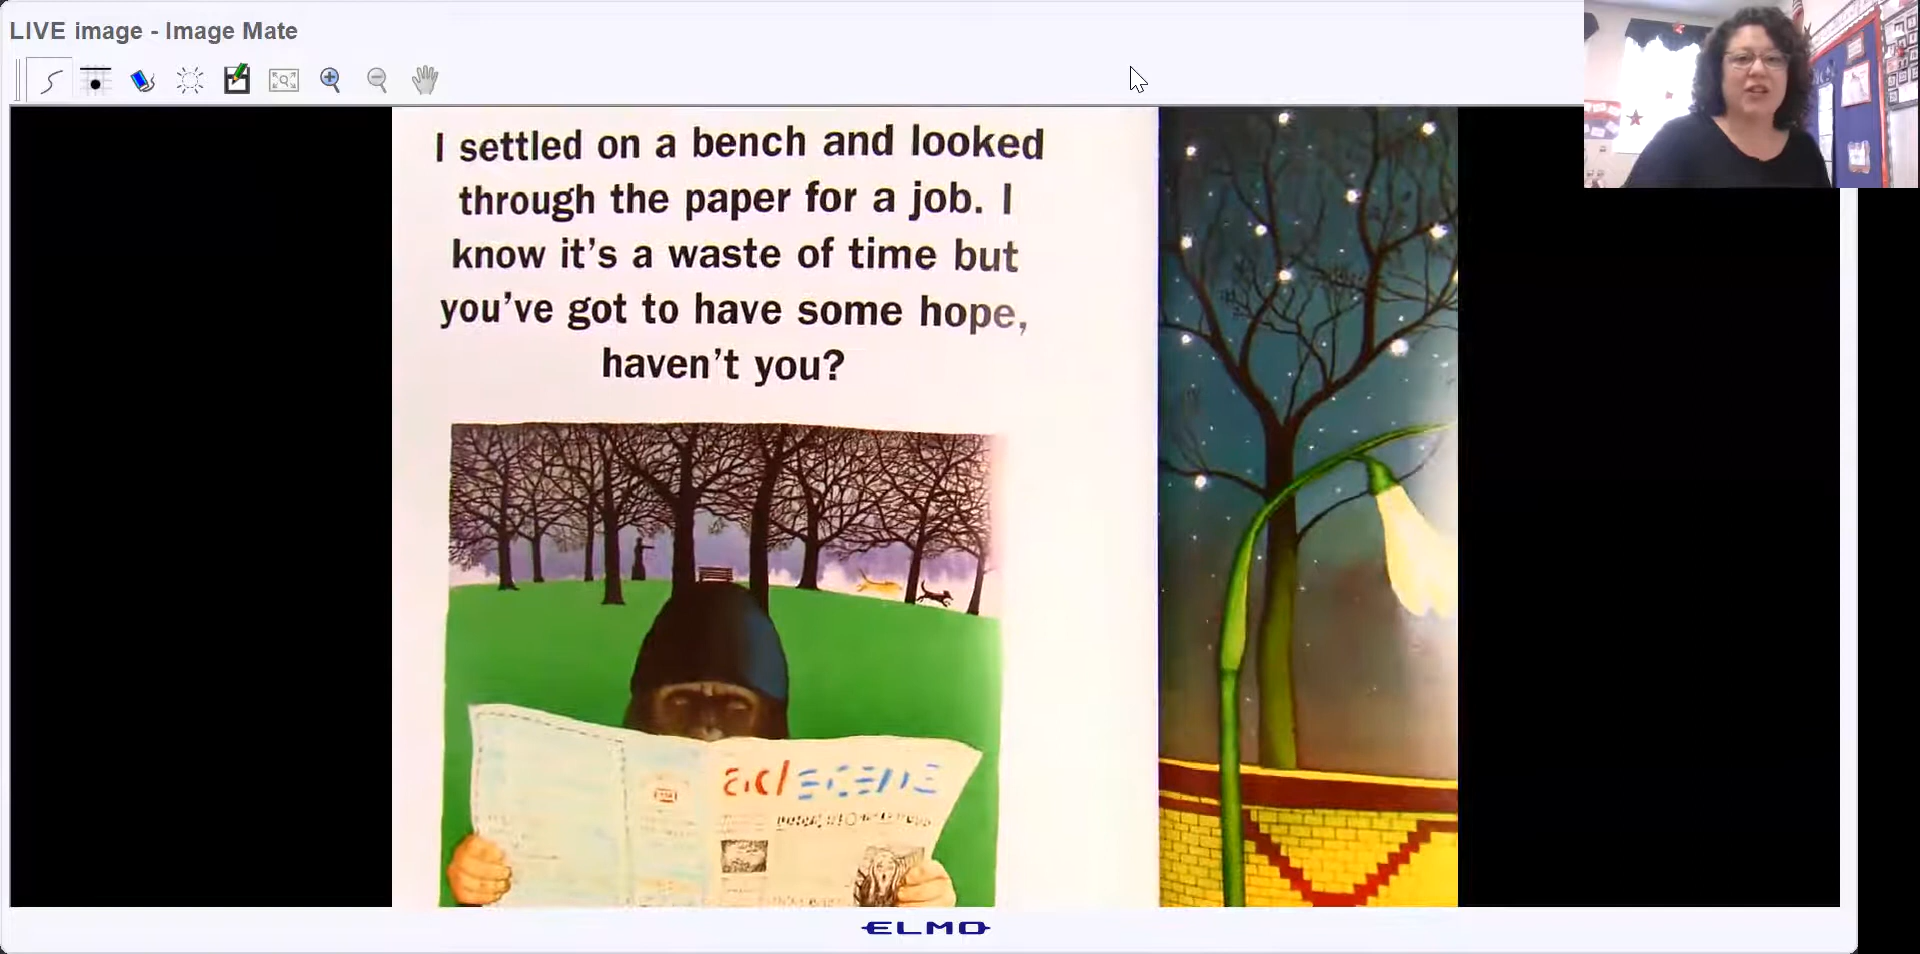 LIVE image - Image Mate
I settled on a bench and looked
through the paper for a job. I
know it's a waste of time but
you've got to have some hope,
haven't you?
ELMO